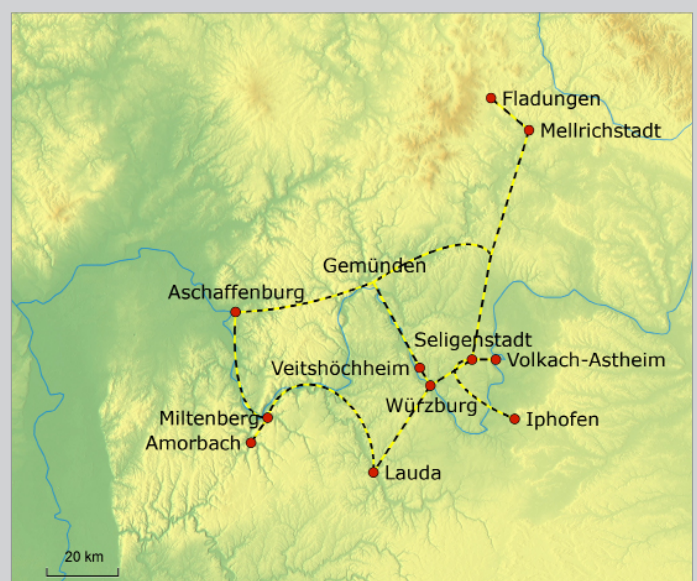 Fladungen
Mellrichstadt
Gemünden
Aschaffenburg
Seligenstadt
Veitshöchheim
Volkach-Astheim
Würzburg
Miltenberg
Iphofen
Amorbach
Lauda
20 km